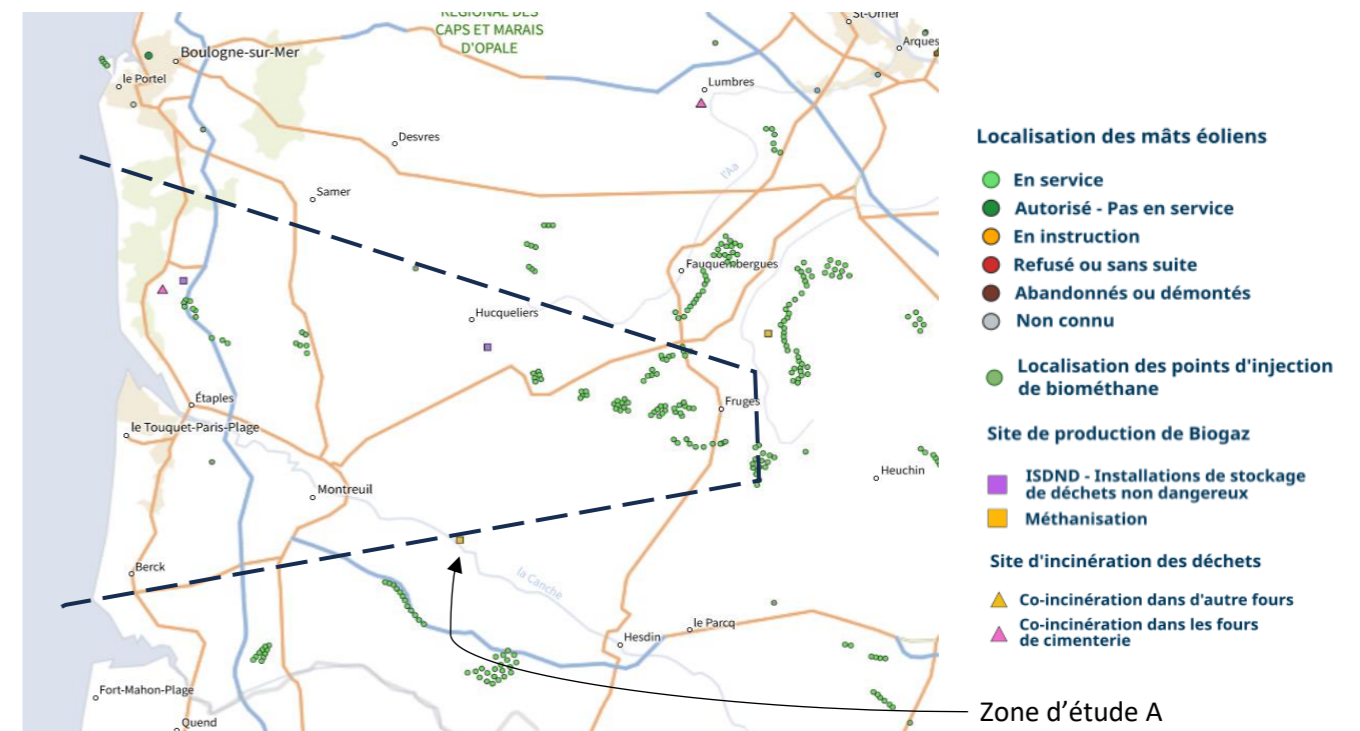 RÉGIONAL DES
CAPS ET MARAIS
D'OPALE
St-Omer
Arques
Boulogne-sur-Mer
le Portel
Lumbres
Desvres
l'Aa
Samer
Fauquembergues
Hucqueliers
Étaples
le Touquet-Paris-Plage
Fruges
Heuchin
Montreuil
Berck
la Canche
Hesdin
le Parcq
Fort-Mahon-Plage
Quend
Localisation des mâts éoliens
En service
Autorisé - Pas en service
En instruction
Refusé ou sans suite
Abandonnés ou démontés
Non connu
Localisation des points d'injection
de biométhane
Site de production de Biogaz
ISDND - Installations de stockage
de déchets non dangereux
Méthanisation
Site d'incinération des déchets
Co-incinération dans d'autre fours
Co-incinération dans les fours
de cimenterie
Zone d'étude A